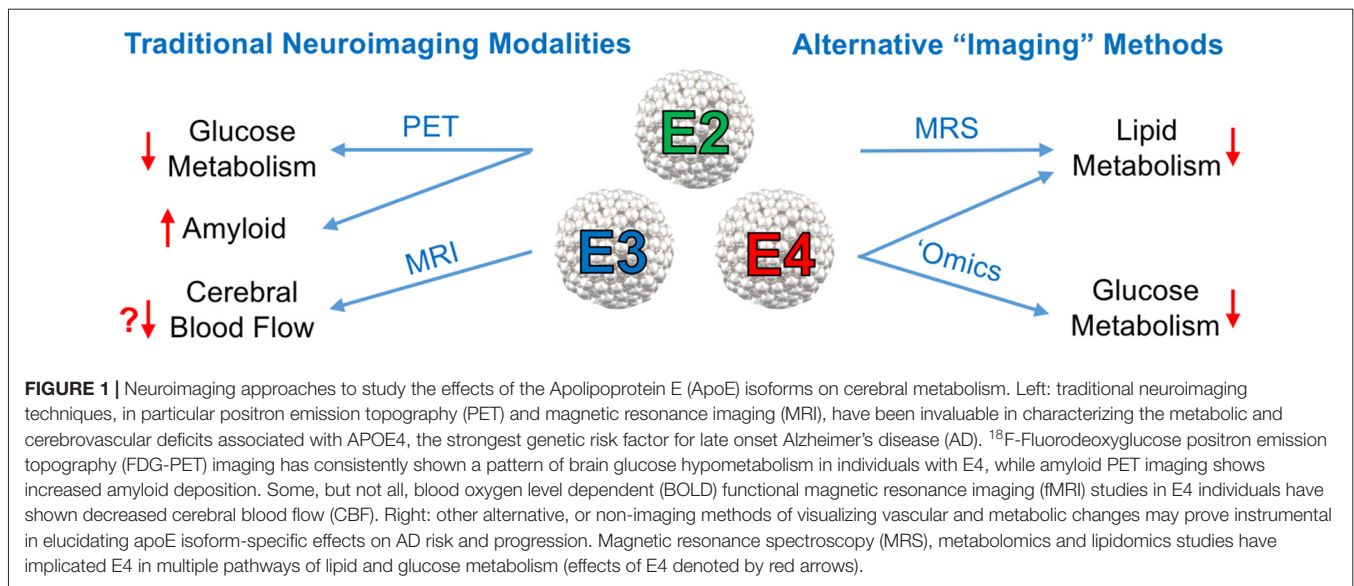 Traditional Neuroimaging Modalities
Alternative “Imaging” Methods
Glucose
Metabolism
PET
Amyloid
MRI
?
Cerebral
Blood Flow
E2
E3
E4
MRS
Lipid
Metabolism
‘Omics
Glucose
Metabolism
FIGURE 1 | Neuroimaging approaches to study the effects of the Apolipoprotein E (ApoE) isoforms on cerebral metabolism. Left: traditional neuroimaging
techniques, in particular positron emission topography (PET) and magnetic resonance imaging (MRI), have been invaluable in characterizing the metabolic and
cerebrovascular deficits associated with APOE4, the strongest genetic risk factor for late onset Alzheimer’s disease (AD). ¹⁸F-Fluorodeoxyglucose positron emission
topography (FDG-PET) imaging has consistently shown a pattern of brain glucose hypometabolism in individuals with E4, while amyloid PET imaging shows
increased amyloid deposition. Some, but not all, blood oxygen level dependent (BOLD) functional magnetic resonance imaging (fMRI) studies in E4 individuals have
shown decreased cerebral blood flow (CBF). Right: other alternative, or non-imaging methods of visualizing vascular and metabolic changes may prove instrumental
in elucidating apoE isoform-specific effects on AD risk and progression. Magnetic resonance spectroscopy (MRS), metabolomics and lipidomics studies have
implicated E4 in multiple pathways of lipid and glucose metabolism (effects of E4 denoted by red arrows).